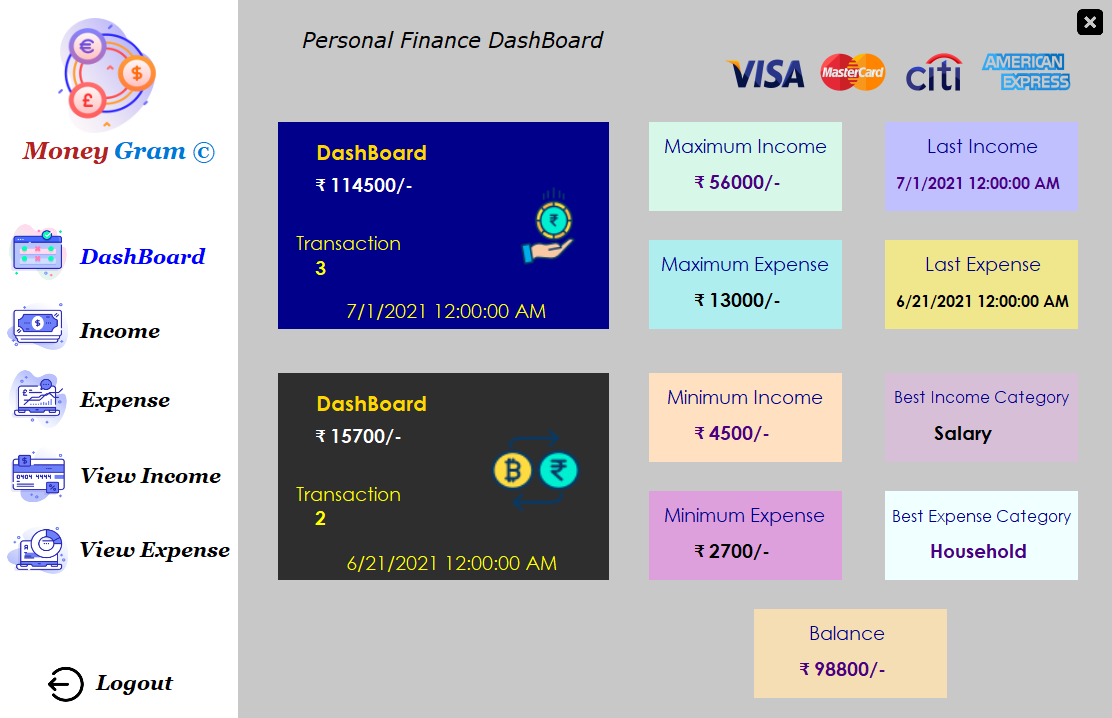 Personal Finance DashBoard
VISA
MasterCard
citi
AMERICAN
EXPRESS
Money Gram ©
DashBoard
Income
Expense
View Income
View Expense
Logout
DashBoard
₹ 114500/-
Transaction
3
7/1/2021 12:00:00 AM
Maximum Income
₹ 56000/-
Last Income
7/1/2021 12:00:00 AM
Maximum Expense
₹ 13000/-
Last Expense
6/21/2021 12:00:00 AM
DashBoard
₹ 15700/-
Transaction
2
6/21/2021 12:00:00 AM
Minimum Income
₹ 4500/-
Best Income Category
Salary
Minimum Expense
₹ 2700/-
Best Expense Category
Household
Balance
₹ 98800/-